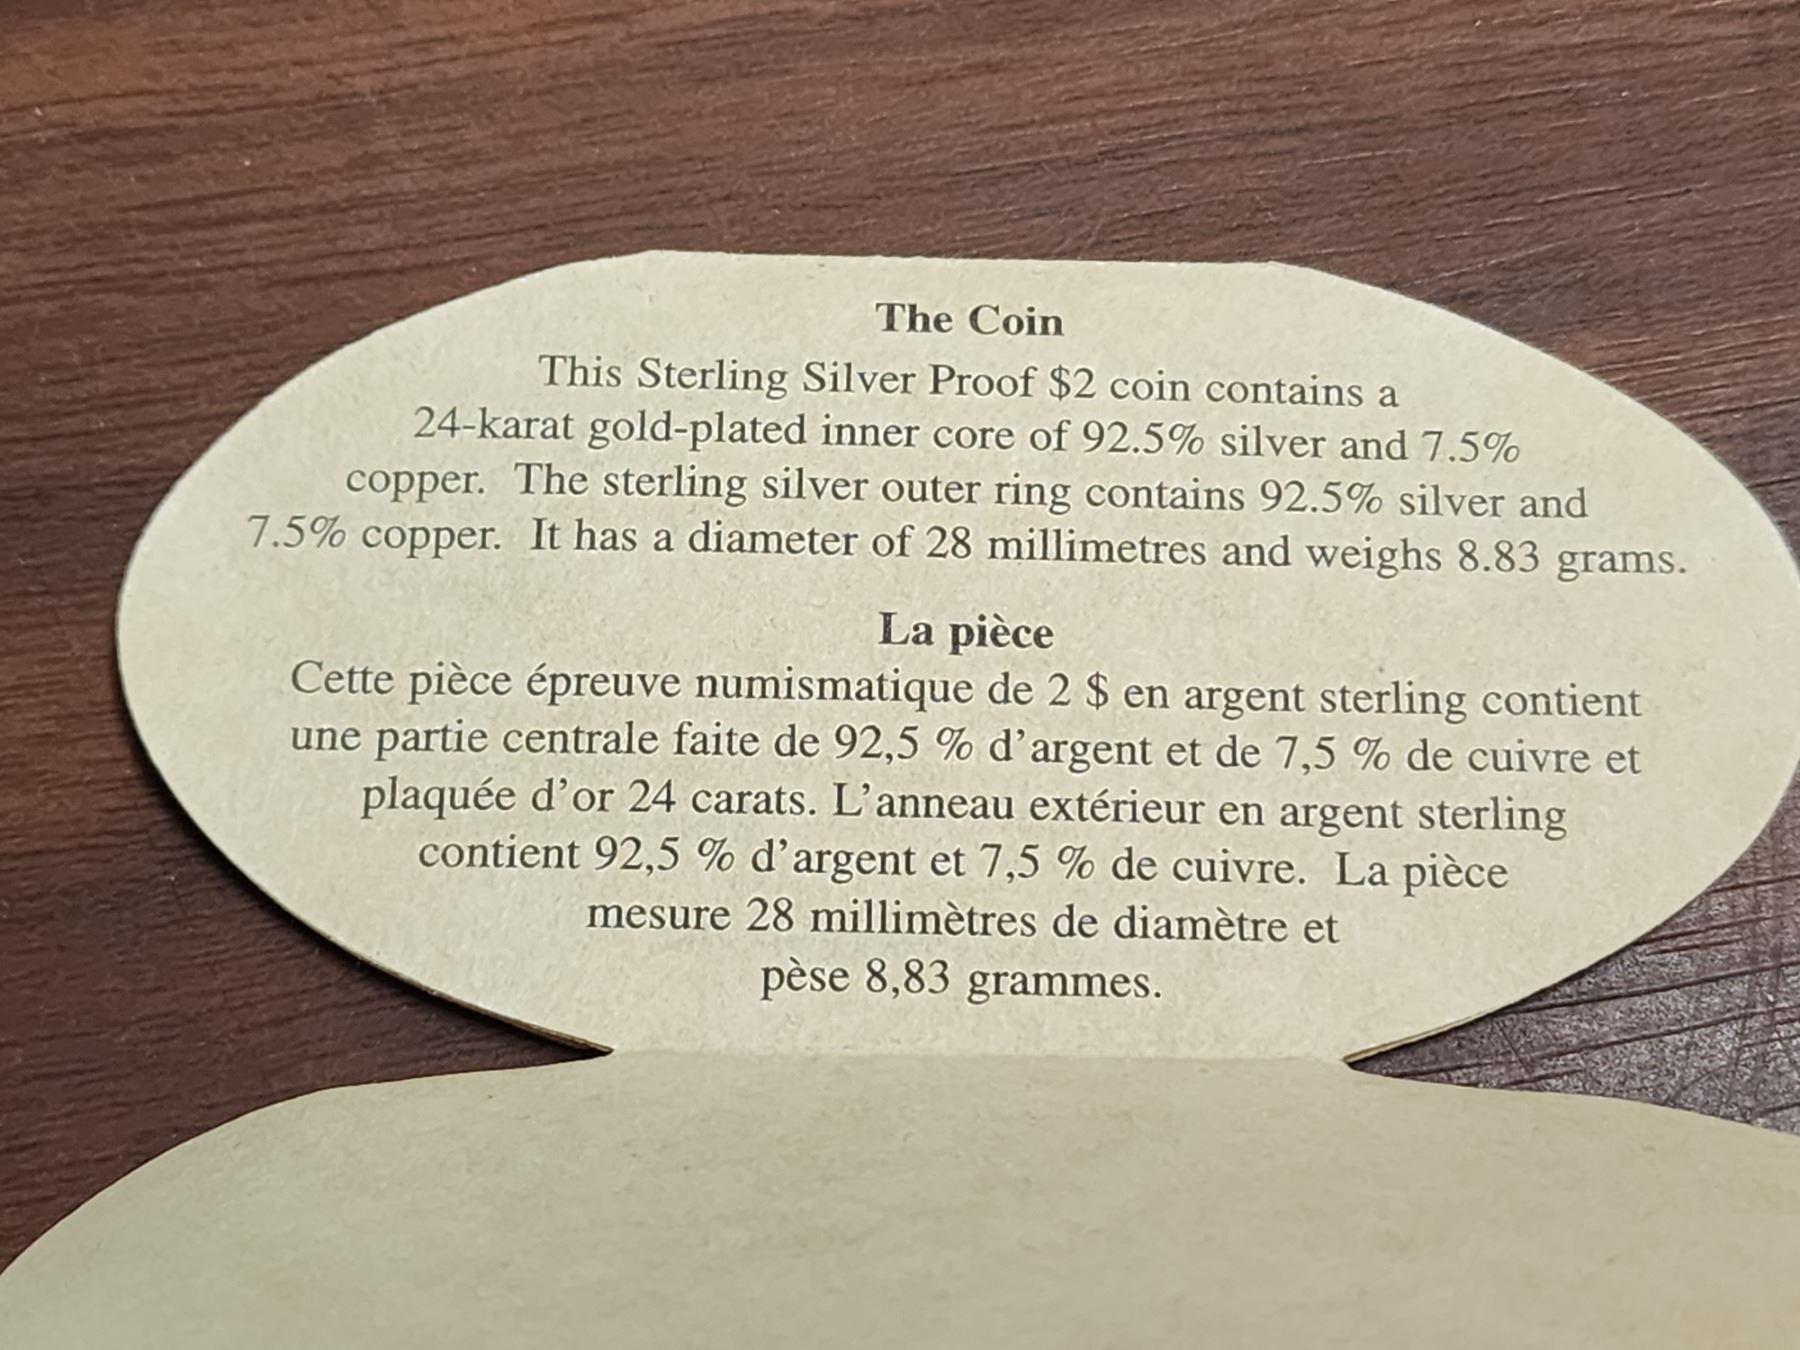 The Coin
This Sterling Silver Proof $2 coin contains a
24-karat gold-plated inner core of 92.5% silver and 7.5%
copper. The sterling silver outer ring contains 92.5% silver and
7.5% copper. It has a diameter of 28 millimetres and weighs 8.83 grams.
La pièce
Cette pièce épreuve numismatique de 2 $ en argent sterling contient
une partie centrale faite de 92,5 % d'argent et de 7,5 % de cuivre et
plaquée d'or 24 carats. L'anneau extérieur en argent sterling
contient 92,5 % d'argent et 7,5 % de cuivre. La pièce
mesure 28 millimètres de diamètre et
pèse 8,83 grammes.